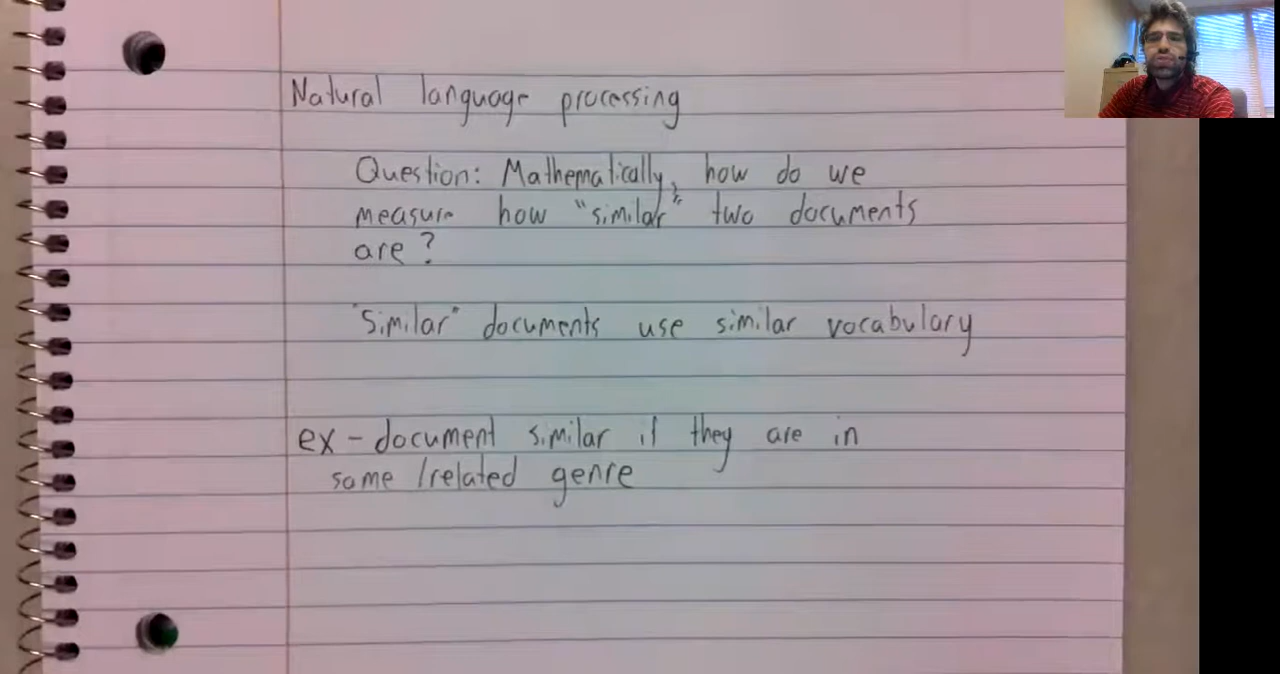 Natural language processing
Question: Mathematically, how do we
measure how "similar" two documents
are?
"Similar" documents use similar vocabulary
ex - document similar if they are in
same /related genre